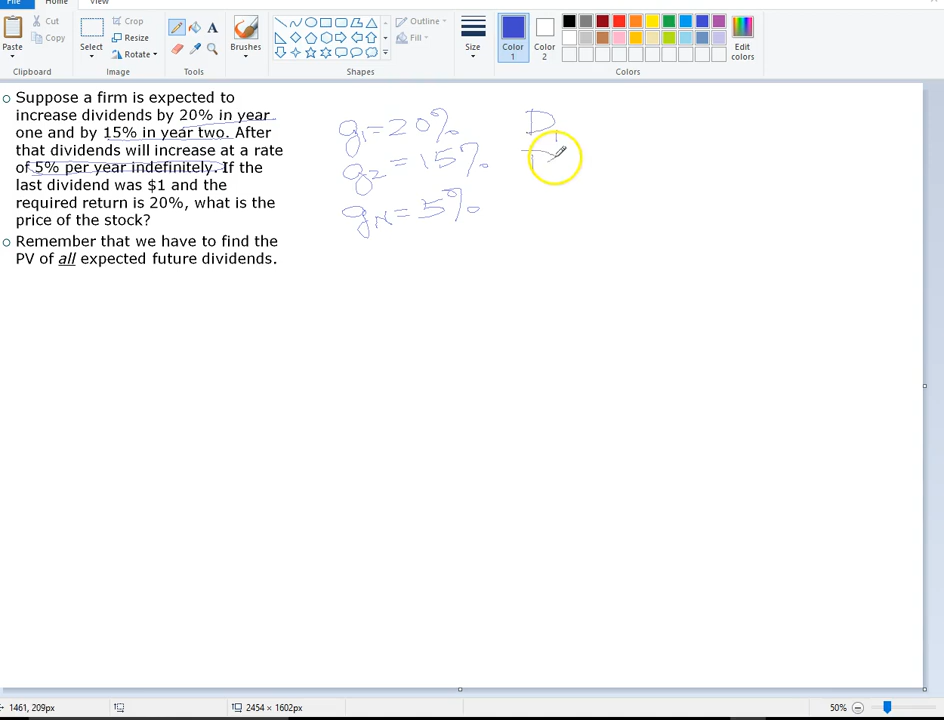 File Home View
Paste Cut Copy Select Crop Resize Rotate A Brushes Outline Fill Size Color 1 Color 2 Edit colors
Clipboard Image Tools Shapes Colors
Suppose a firm is expected to
increase dividends by 20% in year
one and by 15% in year two. After
that dividends will increase at a rate
of 5% per year indefinitely. If the
last dividend was $1 and the
required return is 20%, what is the
price of the stock?
Remember that we have to find the
PV of all expected future dividends.
g1=20%
g2=15%
gN=5%
D1
1461, 209px 2454 × 1602px 50%